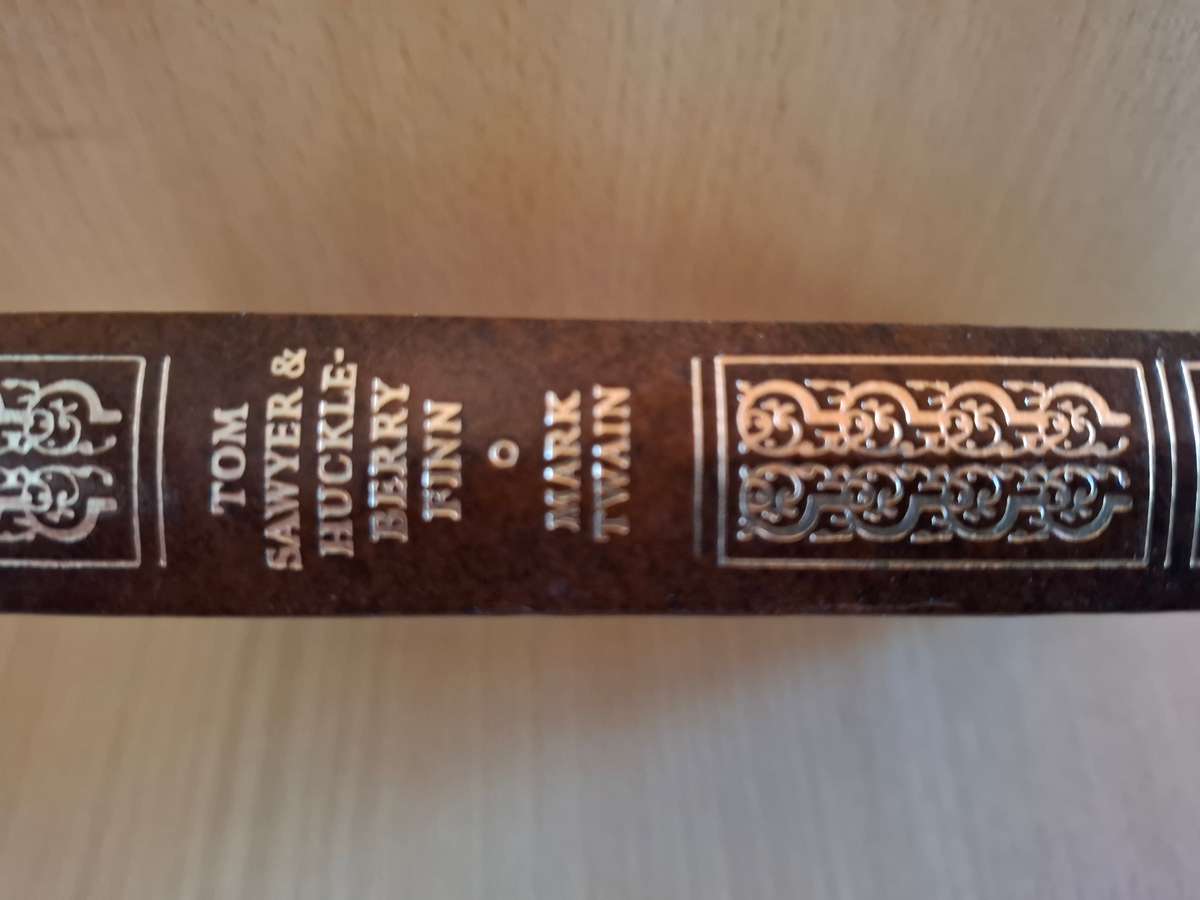 TOM
SAWYER &
HUCKLE-
BERRY
FINN
MARK
TWAIN